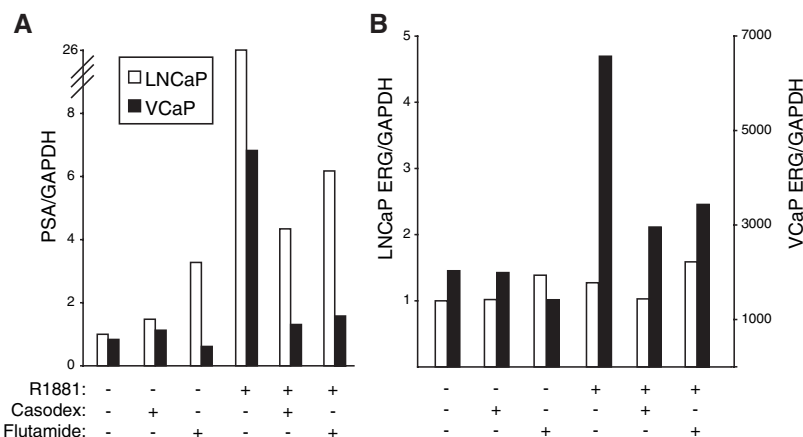 A
26
8
6
4
2
0
PSA/GAPDH
LNCaP
VCaP
B
5
4
3
2
1
LNCaP ERG/GAPDH
7000
5000
3000
1000
VCaP ERG/GAPDH
R1881: - - - + + +
Casodex: - + - - + -
Flutamide: - - + - - +
- - - + + +
- + - - + -
- - + - - +